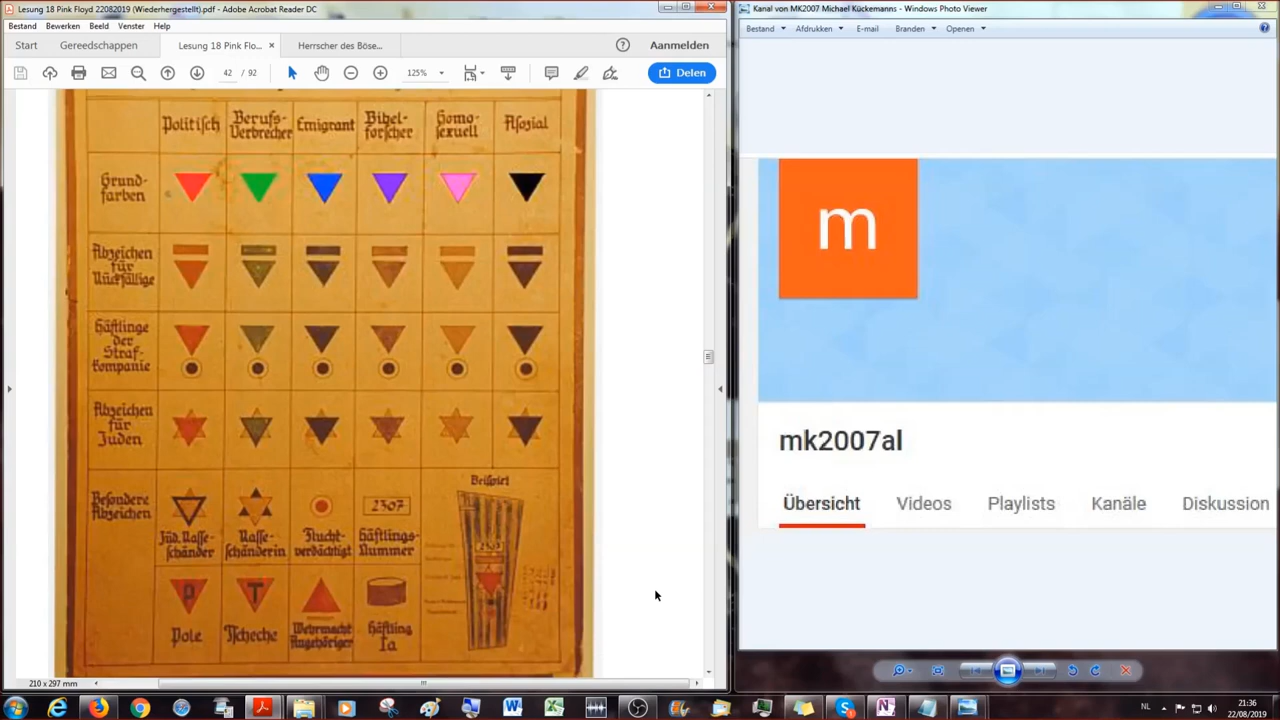 Lesung 18 Pink Floyd 22082019 (Wiederhergestellt).pdf - Adobe Acrobat Reader DC
Bestand Bewerken Beeld Venster Help
Start Gereedschappen Lesung 18 Pink Flo... × Herrscher des Böse... Aanmelden
42 / 92 125% Delen
Politisch Berufs-Verbrecher Emigrant Bibel-forscher Homo-sexuell Asozial
Grund-
farben
Abzeichen
für
Rückfällige
Häftlinge
der
Straf-
kompanie
Abzeichen
für
Juden
Besondere
Abzeichen
Jüd. Rasse-
schänder
Rasse-
schänderin
Flucht-
verdächtigt
2307
Häftlings-
Nummer
Beispiel
2307
P
Pole
T
Tscheche
Wehrmacht
Angehöriger
Häftling
Ia
210 x 297 mm
Kanal von MK2007 Michael Kückemanns - Windows Photo Viewer
Bestand Afdrukken E-mail Branden Openen
m
mk2007al
Übersicht Videos Playlists Kanäle Diskussion
NL 21:36
22/08/2019